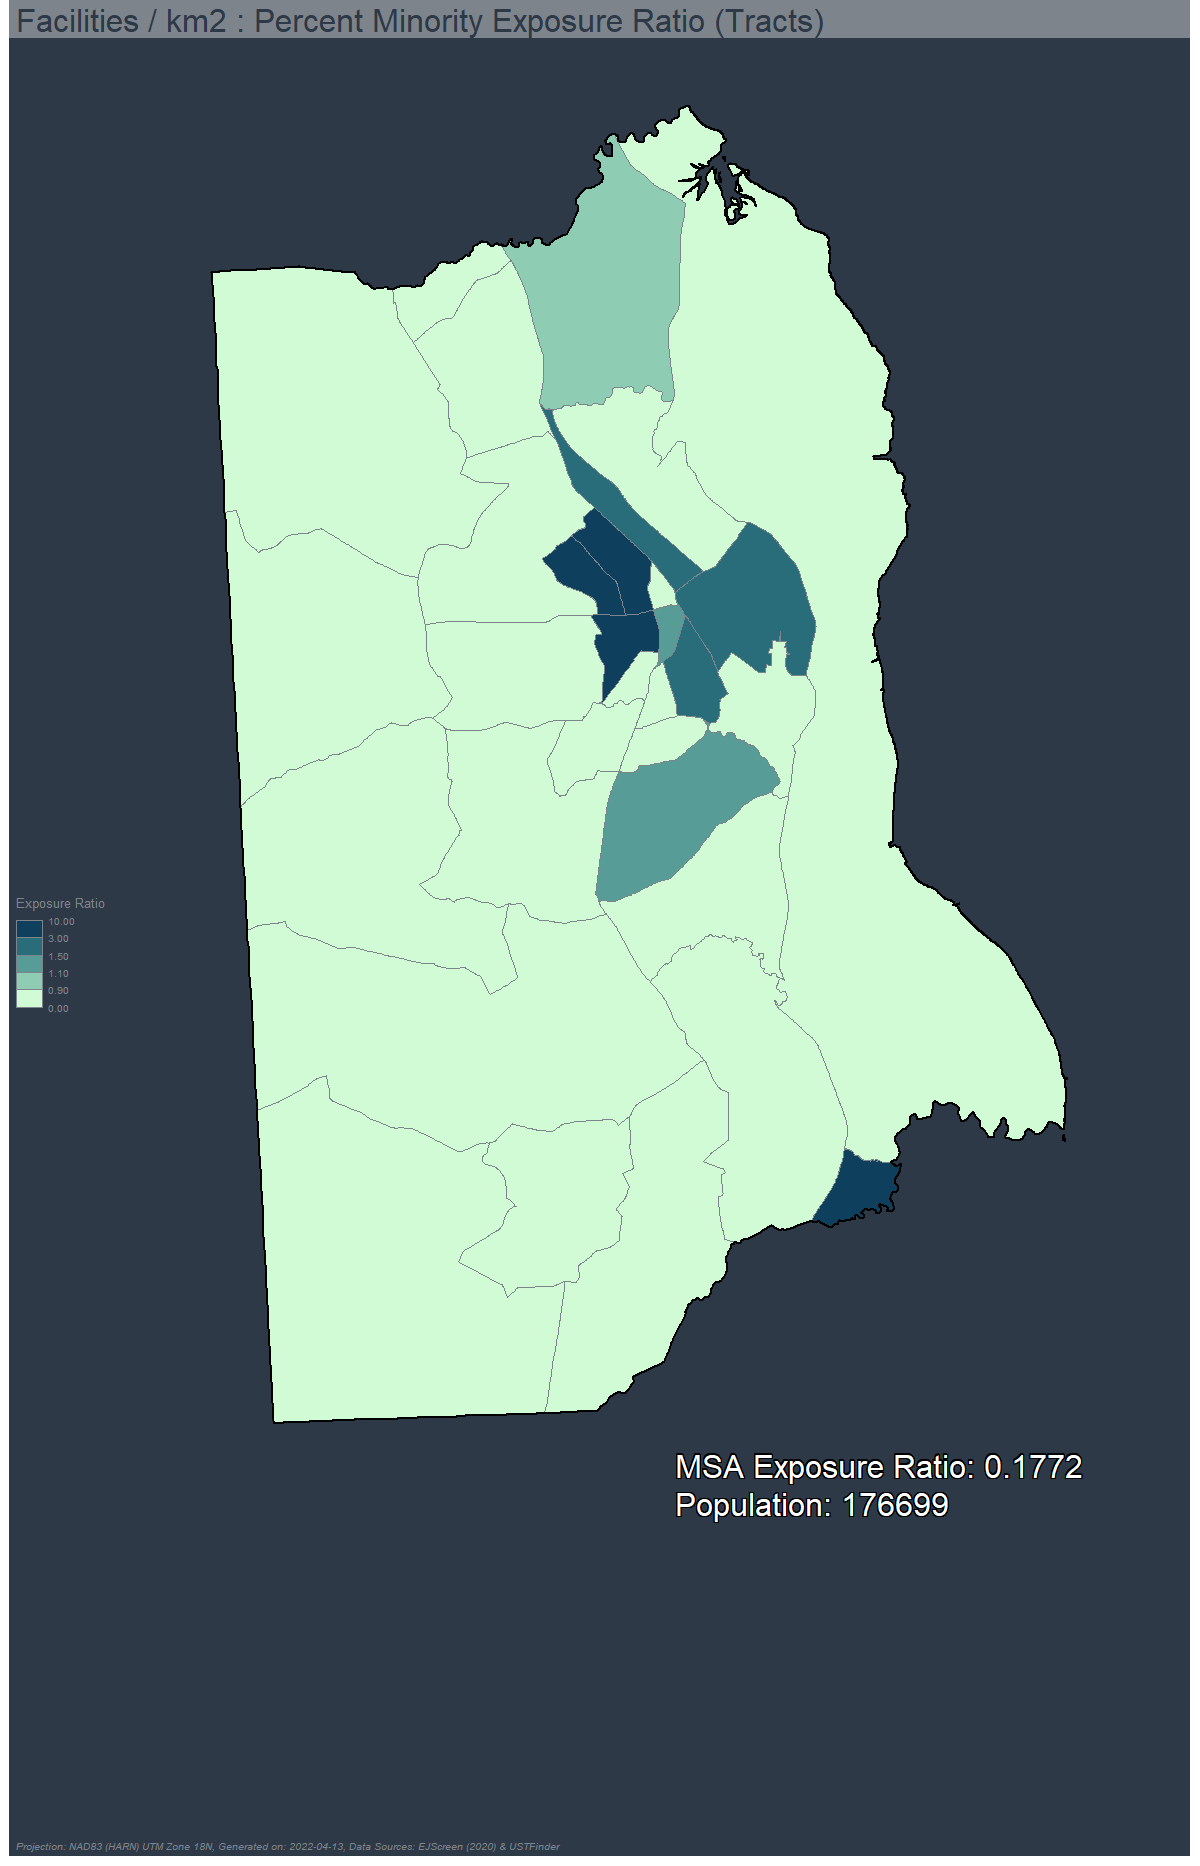 Facilities / km2 : Percent Minority Exposure Ratio (Tracts)
Exposure Ratio
10.00
3.00
1.50
1.10
0.90
0.00
MSA Exposure Ratio: 0.1772
Population: 176699
Projection: NAD83 (HARN) UTM Zone 18N, Generated on: 2022-04-13, Data Sources: EJScreen (2020) & USTFinder